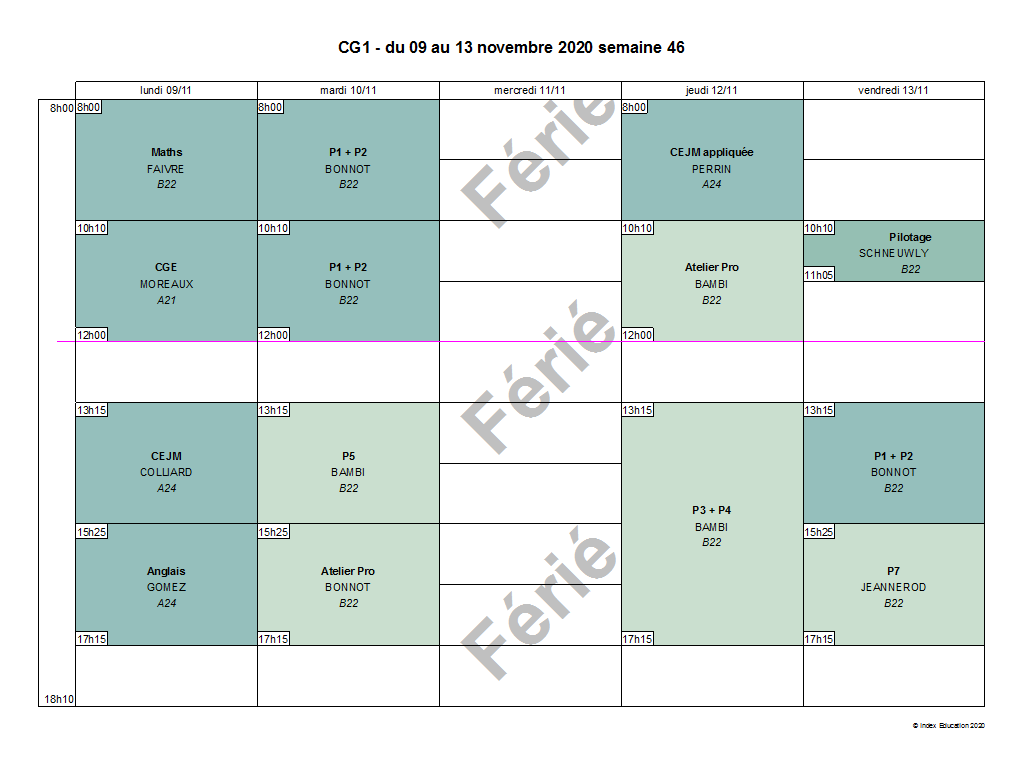 CG1 - du 09 au 13 novembre 2020 semaine 46
lundi 09/11
mardi 10/11
mercredi 11/11
jeudi 12/11
vendredi 13/11
8h00
8h00
Maths
FAIVRE
B22
10h10
CGE
MOREAUX
A21
12h00
13h15
CEJM
COLLIARD
A24
15h25
Anglais
GOMEZ
A24
17h15
8h00
P1 + P2
BONNOT
B22
10h10
P1 + P2
BONNOT
B22
12h00
13h15
P5
BAMBI
B22
15h25
Atelier Pro
BONNOT
B22
17h15
Férié
Férié
Férié
8h00
CEJM appliquée
PERRIN
A24
10h10
Atelier Pro
BAMBI
B22
12h00
13h15
P3 + P4
BAMBI
B22
17h15
10h10
Pilotage
SCHNEUWLY
B22
11h05
13h15
P1 + P2
BONNOT
B22
15h25
P7
JEANNEROD
B22
17h15
18h10
© Index Education 2020